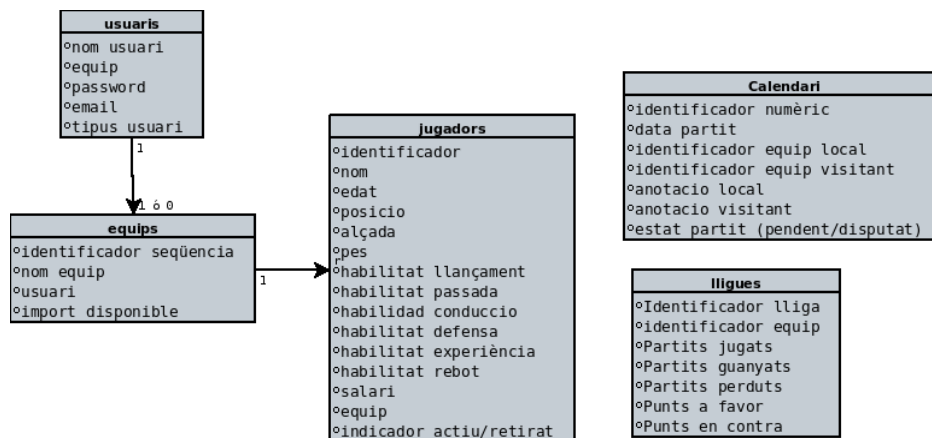 usuaris
nom usuari
equip
password
email
tipus usuari
1
1 ó 0
equips
identificador seqüencia
nom equip
usuari
import disponible
1
r
jugadors
identificador
nom
edat
posicio
alçada
pes
habilitat llançament
habilitat passada
habilidad conduccio
habilitat defensa
habilitat experiència
habilitat rebot
salari
equip
indicador actiu/retirat
Calendari
identificador numèric
data partit
identificador equip local
identificador equip visitant
anotacio local
anotacio visitant
estat partit (pendent/disputat)
lligues
Identificador lliga
identificador equip
Partits jugats
Partits guanyats
Partits perduts
Punts a favor
Punts en contra